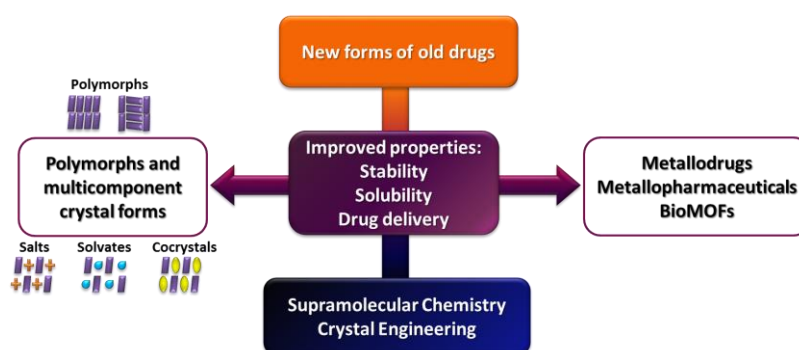 New forms of old drugs
Polymorphs
Polymorphs and
multicomponent
crystal forms
Improved properties:
Stability
Solubility
Drug delivery
Metallodrugs
Metallopharmaceuticals
BioMOFs
Salts Solvates Cocrystals
Supramolecular Chemistry
Crystal Engineering